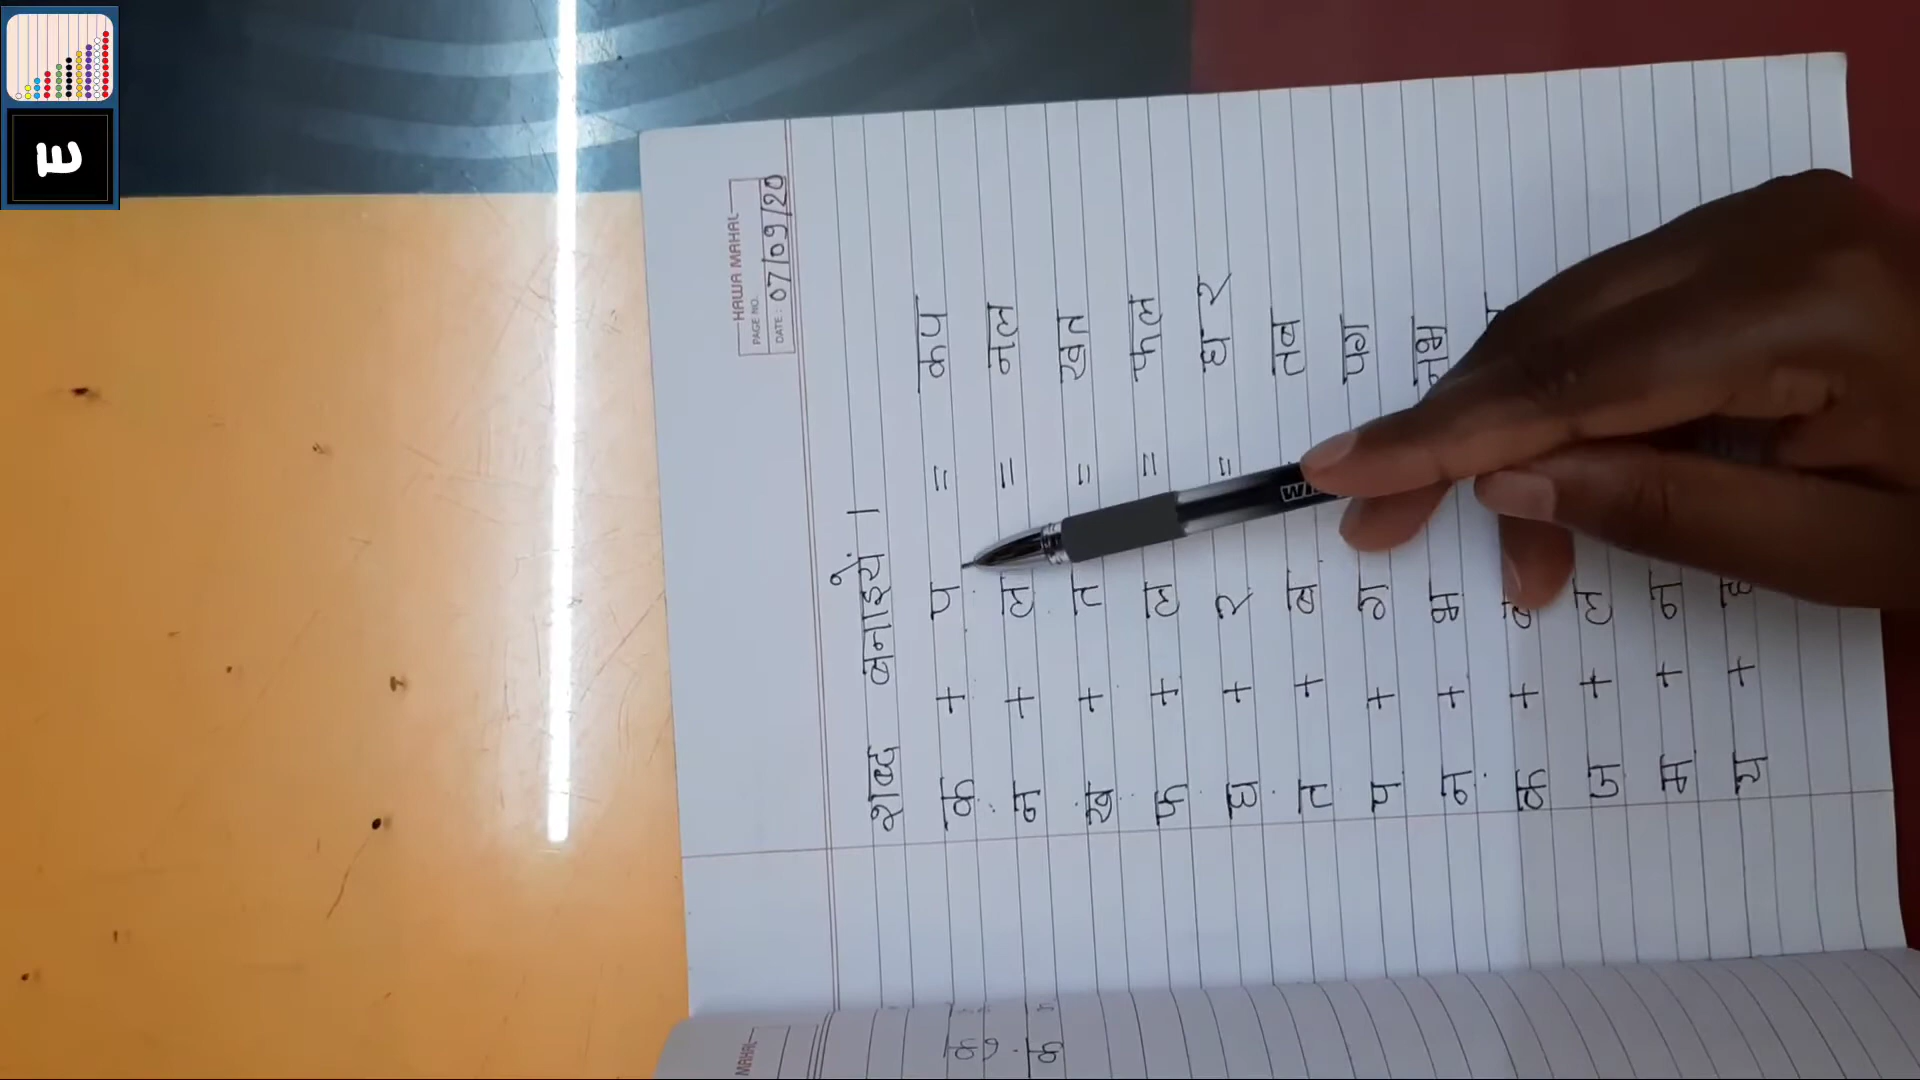 HAWA MAHAL
PAGE NO.
DATE: 07/09/20
शब्द बनाइयें।
क + प = कप
न + ल = नल
ख + त = खत
फ + ल = फल
घ + र = घर
त + ब तब
प + ग पग
न + भ नभ
क +
ज + ल
म + न
य +
MAHAL
क
क